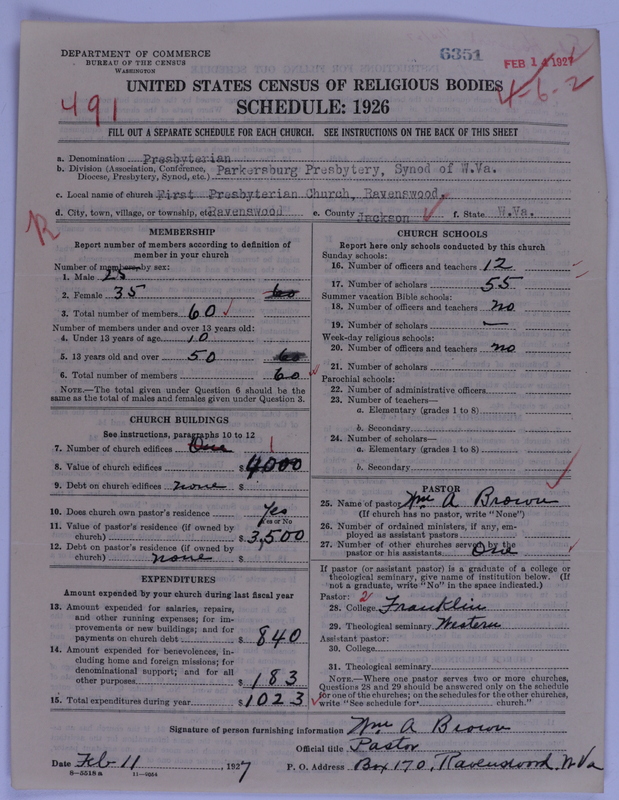 DEPARTMENT OF COMMERCE
BUREAU OF THE CENSUS
WASHINGTON
6351
FEB 14 1927
4-6-2
491
UNITED STATES CENSUS OF RELIGIOUS BODIES
SCHEDULE: 1926
FILL OUT A SEPARATE SCHEDULE FOR EACH CHURCH. SEE INSTRUCTIONS ON THE BACK OF THIS SHEET
a. Denomination Presbyterian
b. Division (Association, Conference, Diocese, Presbytery, Synod, etc.) Parkersburg Presbytery, Synod of W.Va.
c. Local name of church First Presbyterian Church, Ravenswood.
d. City, town, village, or township, etc. Ravenswood e. County Jackson f. State W.Va.
R
MEMBERSHIP
Report number of members according to definition of
member in your church
Number of members, by sex:
1. Male 25
2. Female 35 60
3. Total number of members 60
Number of members under and over 13 years old:
4. Under 13 years of age 10
5. 13 years old and over 50 60
6. Total number of members 60
NOTE.—The total given under Question 6 should be the
same as the total of males and females given under Question 3.
CHURCH BUILDINGS
See instructions, paragraphs 10 to 12
7. Number of church edifices One 1
8. Value of church edifices $ 4000
9. Debt on church edifices none $
10. Does church own pastor's residence Yes
Yes or No
11. Value of pastor's residence (if owned by
church) $ 3,500
12. Debt on pastor's residence (if owned by
church) none $
EXPENDITURES
Amount expended by your church during last fiscal year
13. Amount expended for salaries, repairs,
and other running expenses; for im-
provements or new buildings; and for
payments on church debt $ 840
14. Amount expended for benevolences, in-
cluding home and foreign missions; for
denominational support; and for all
other purposes $ 183
15. Total expenditures during year $ 1023
CHURCH SCHOOLS
Report here only schools conducted by this church
Sunday schools:
16. Number of officers and teachers 12
17. Number of scholars 55
Summer vacation Bible schools:
18. Number of officers and teachers no
19. Number of scholars —
Week-day religious schools:
20. Number of officers and teachers no
21. Number of scholars
Parochial schools:
22. Number of administrative officers
23. Number of teachers—
a. Elementary (grades 1 to 8)
b. Secondary
24. Number of scholars—
a. Elementary (grades 1 to 8)
b. Secondary
PASTOR
25. Name of pastor Wm A Brown
(If church has no pastor, write "None")
26. Number of ordained ministers, if any, em-
ployed as assistant pastors
27. Number of other churches served by the
pastor or his assistants One
If pastor (or assistant pastor) is a graduate of a college or
theological seminary, give name of institution below. (If
not a graduate, write "No" in the space indicated.)
Pastor: 2
28. College Franklin
29. Theological seminary Western
Assistant pastor:
30. College
31. Theological seminary
NOTE.—Where one pastor serves two or more churches,
Questions 28 and 29 should be answered only on the schedule
for one of the churches; on the schedules for the other churches,
write "See schedule for church."
Signature of person furnishing information Wm A Brown
Official title Pastor
Date Feb 11, 1927 P. O. Address Box 170, Ravenswood, W Va
8-5518a 11-9664